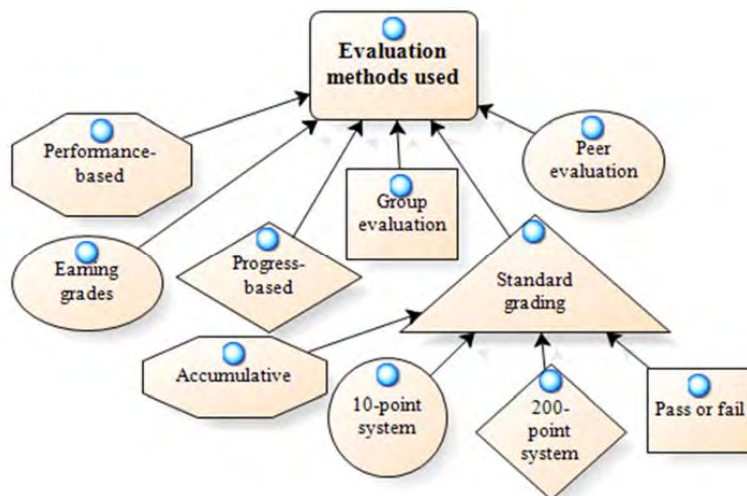 Evaluation
methods used
Performance-
based
Peer
evaluation
Group
evaluation
Earning
grades
Progress-
based
Standard
grading
Accumulative
10-point
system
200-
point
system
Pass or fail